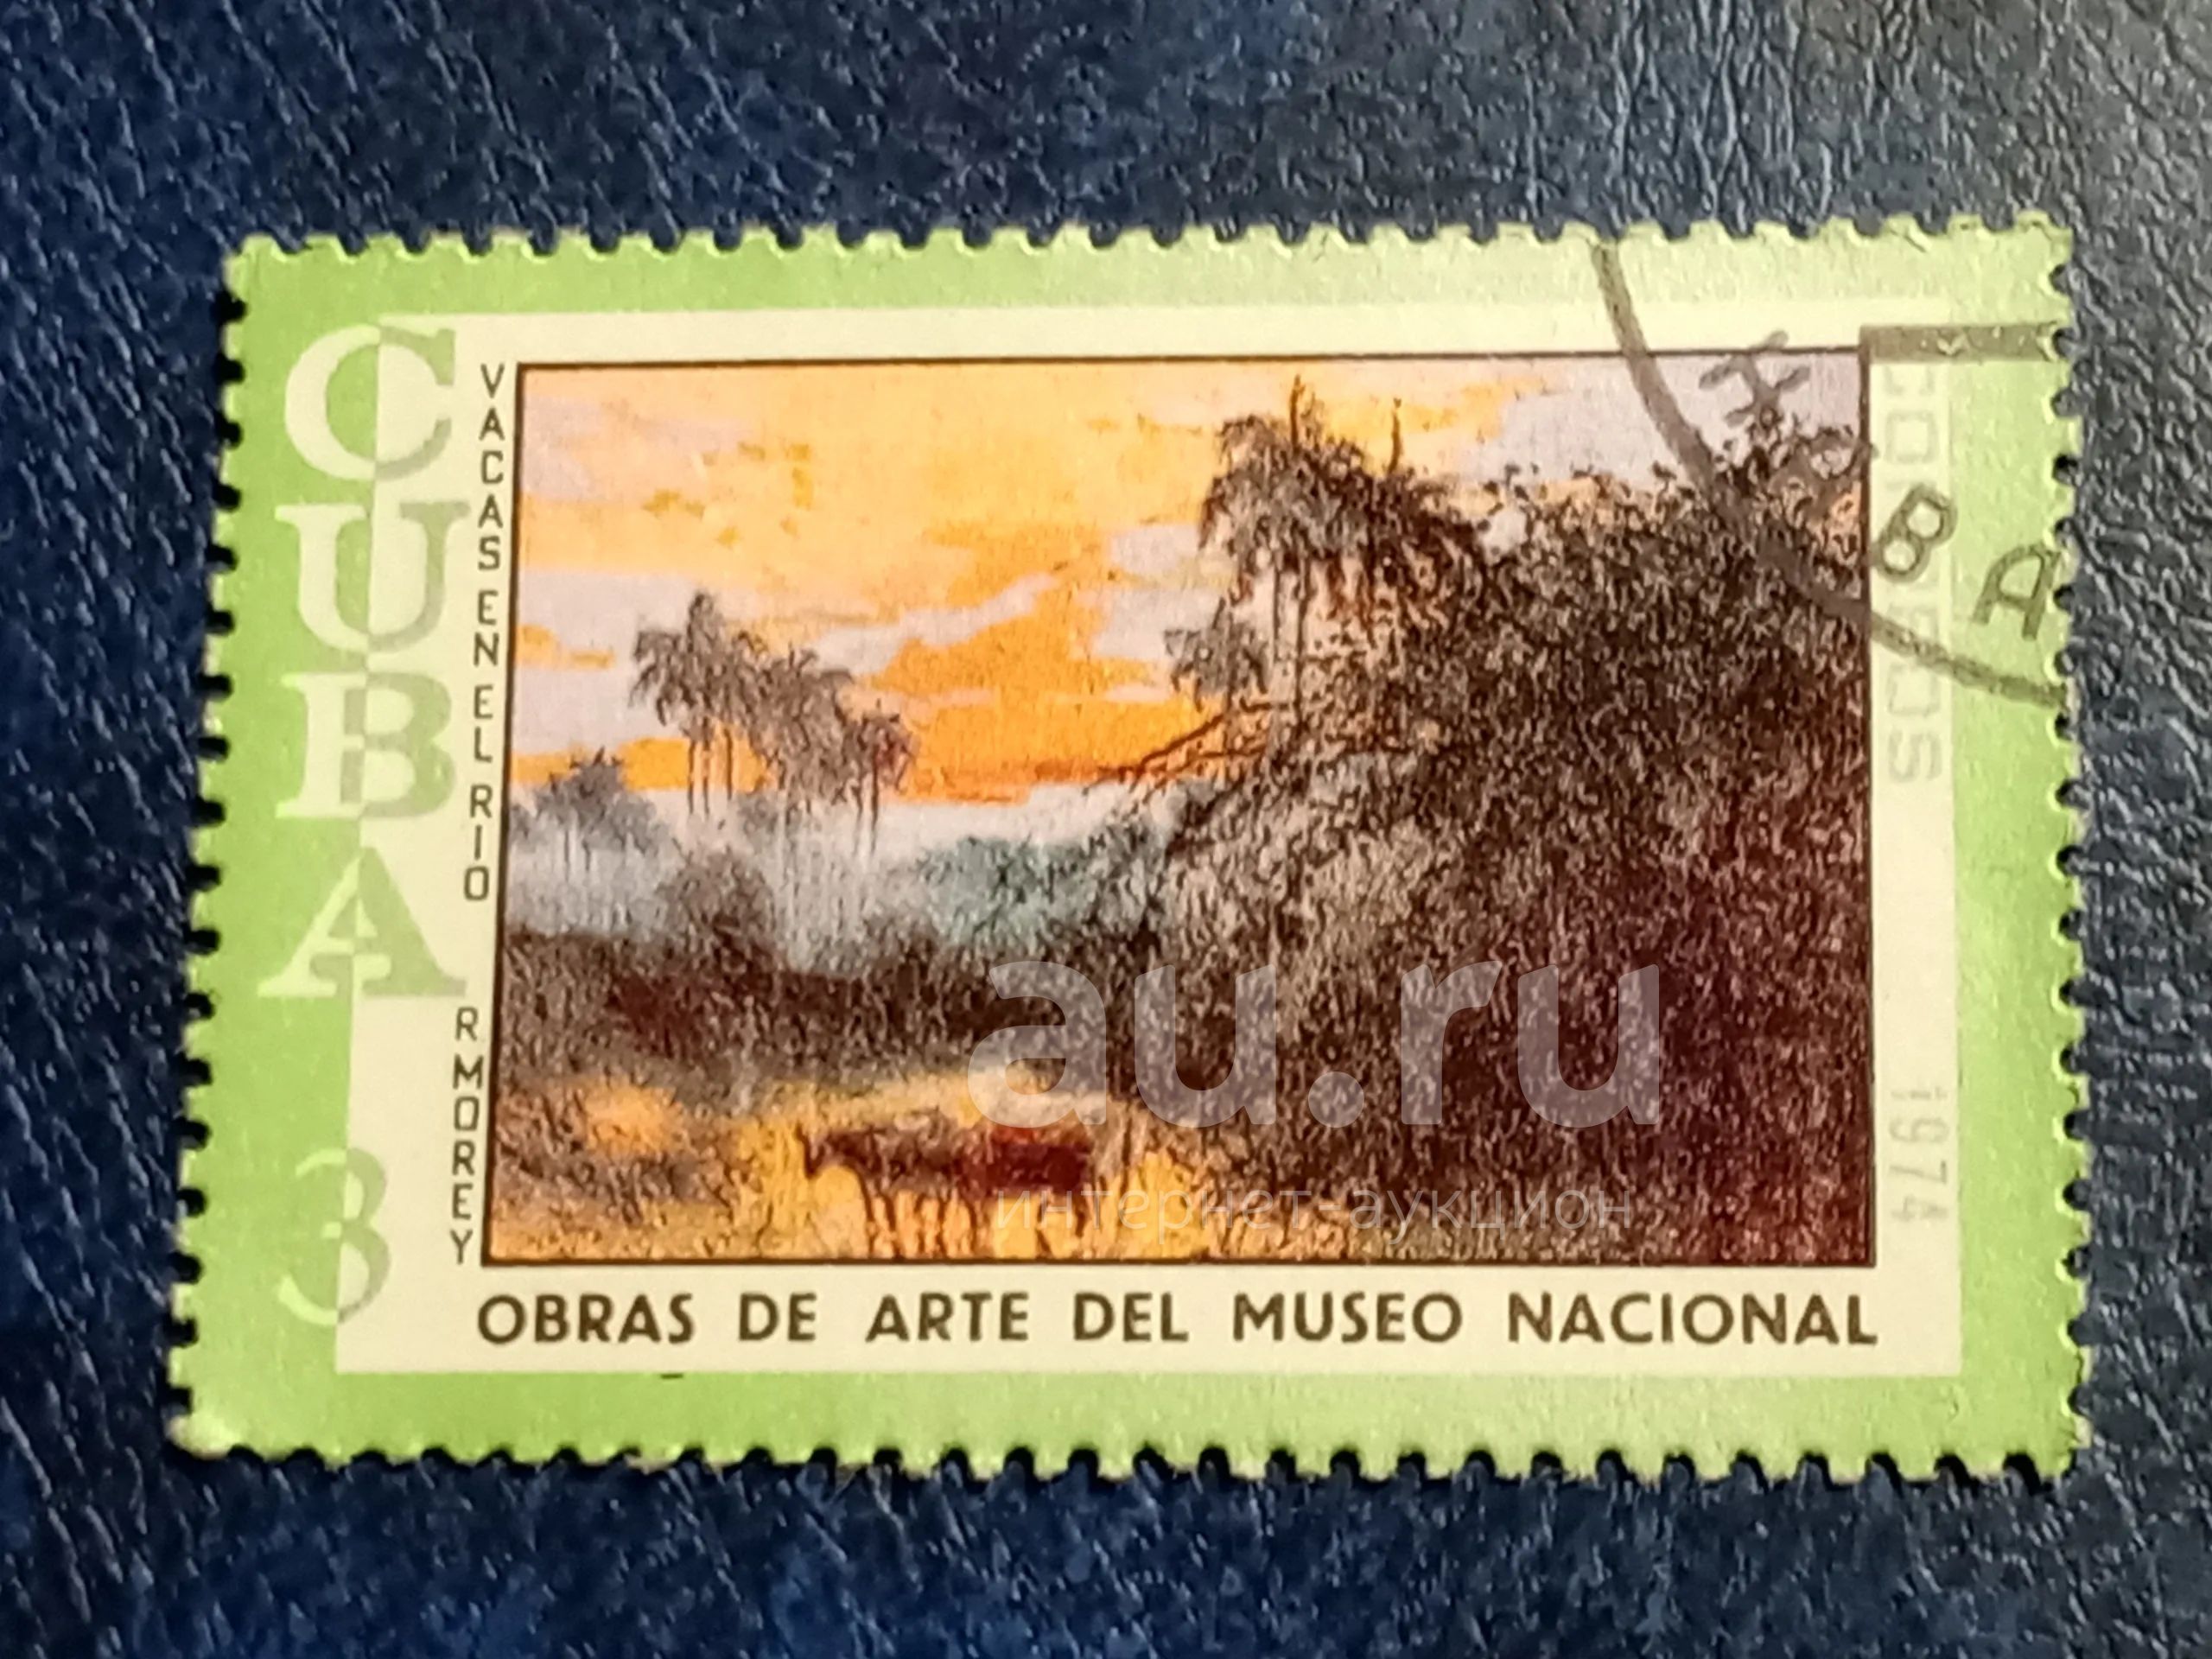 CUBA
3
VACAS EN EL RIO
R MOREY
CORREOS 1974
OBRAS DE ARTE DEL MUSEO NACIONAL
au.ru
интернет-аукцион